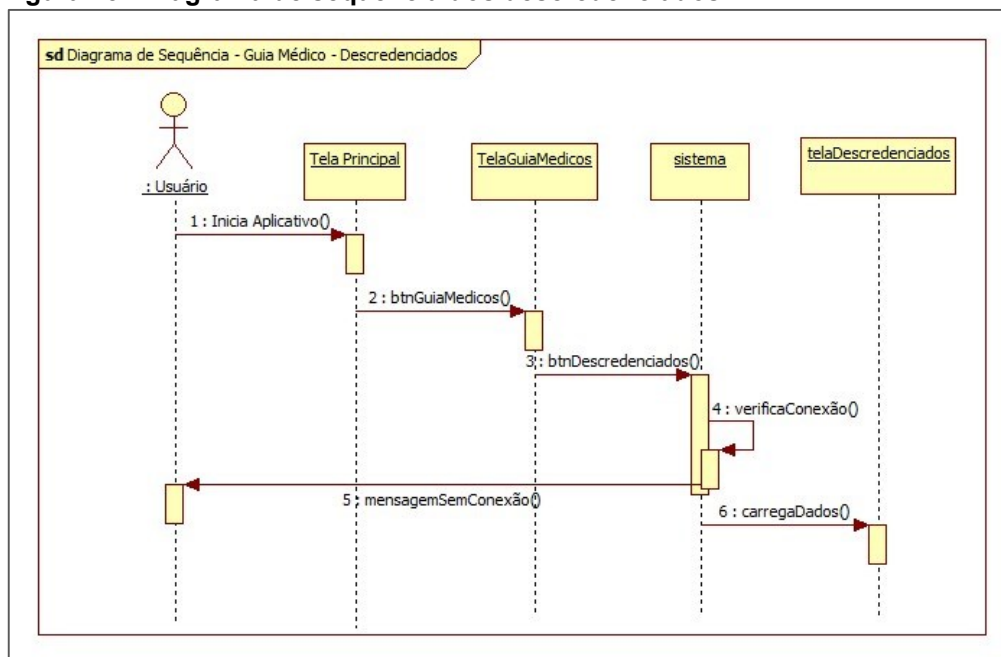 sd Diagrama de Sequência - Guia Médico - Descredenciados
: Usuário
Tela Principal
TelaGuiaMedicos
sistema
telaDescredenciados
1 : Inicia Aplicativo()
2 : btnGuiaMedicos()
3 : btnDescredenciados()
4 : verificaConexão()
5 : mensagemSemConexão()
6 : carregaDados()